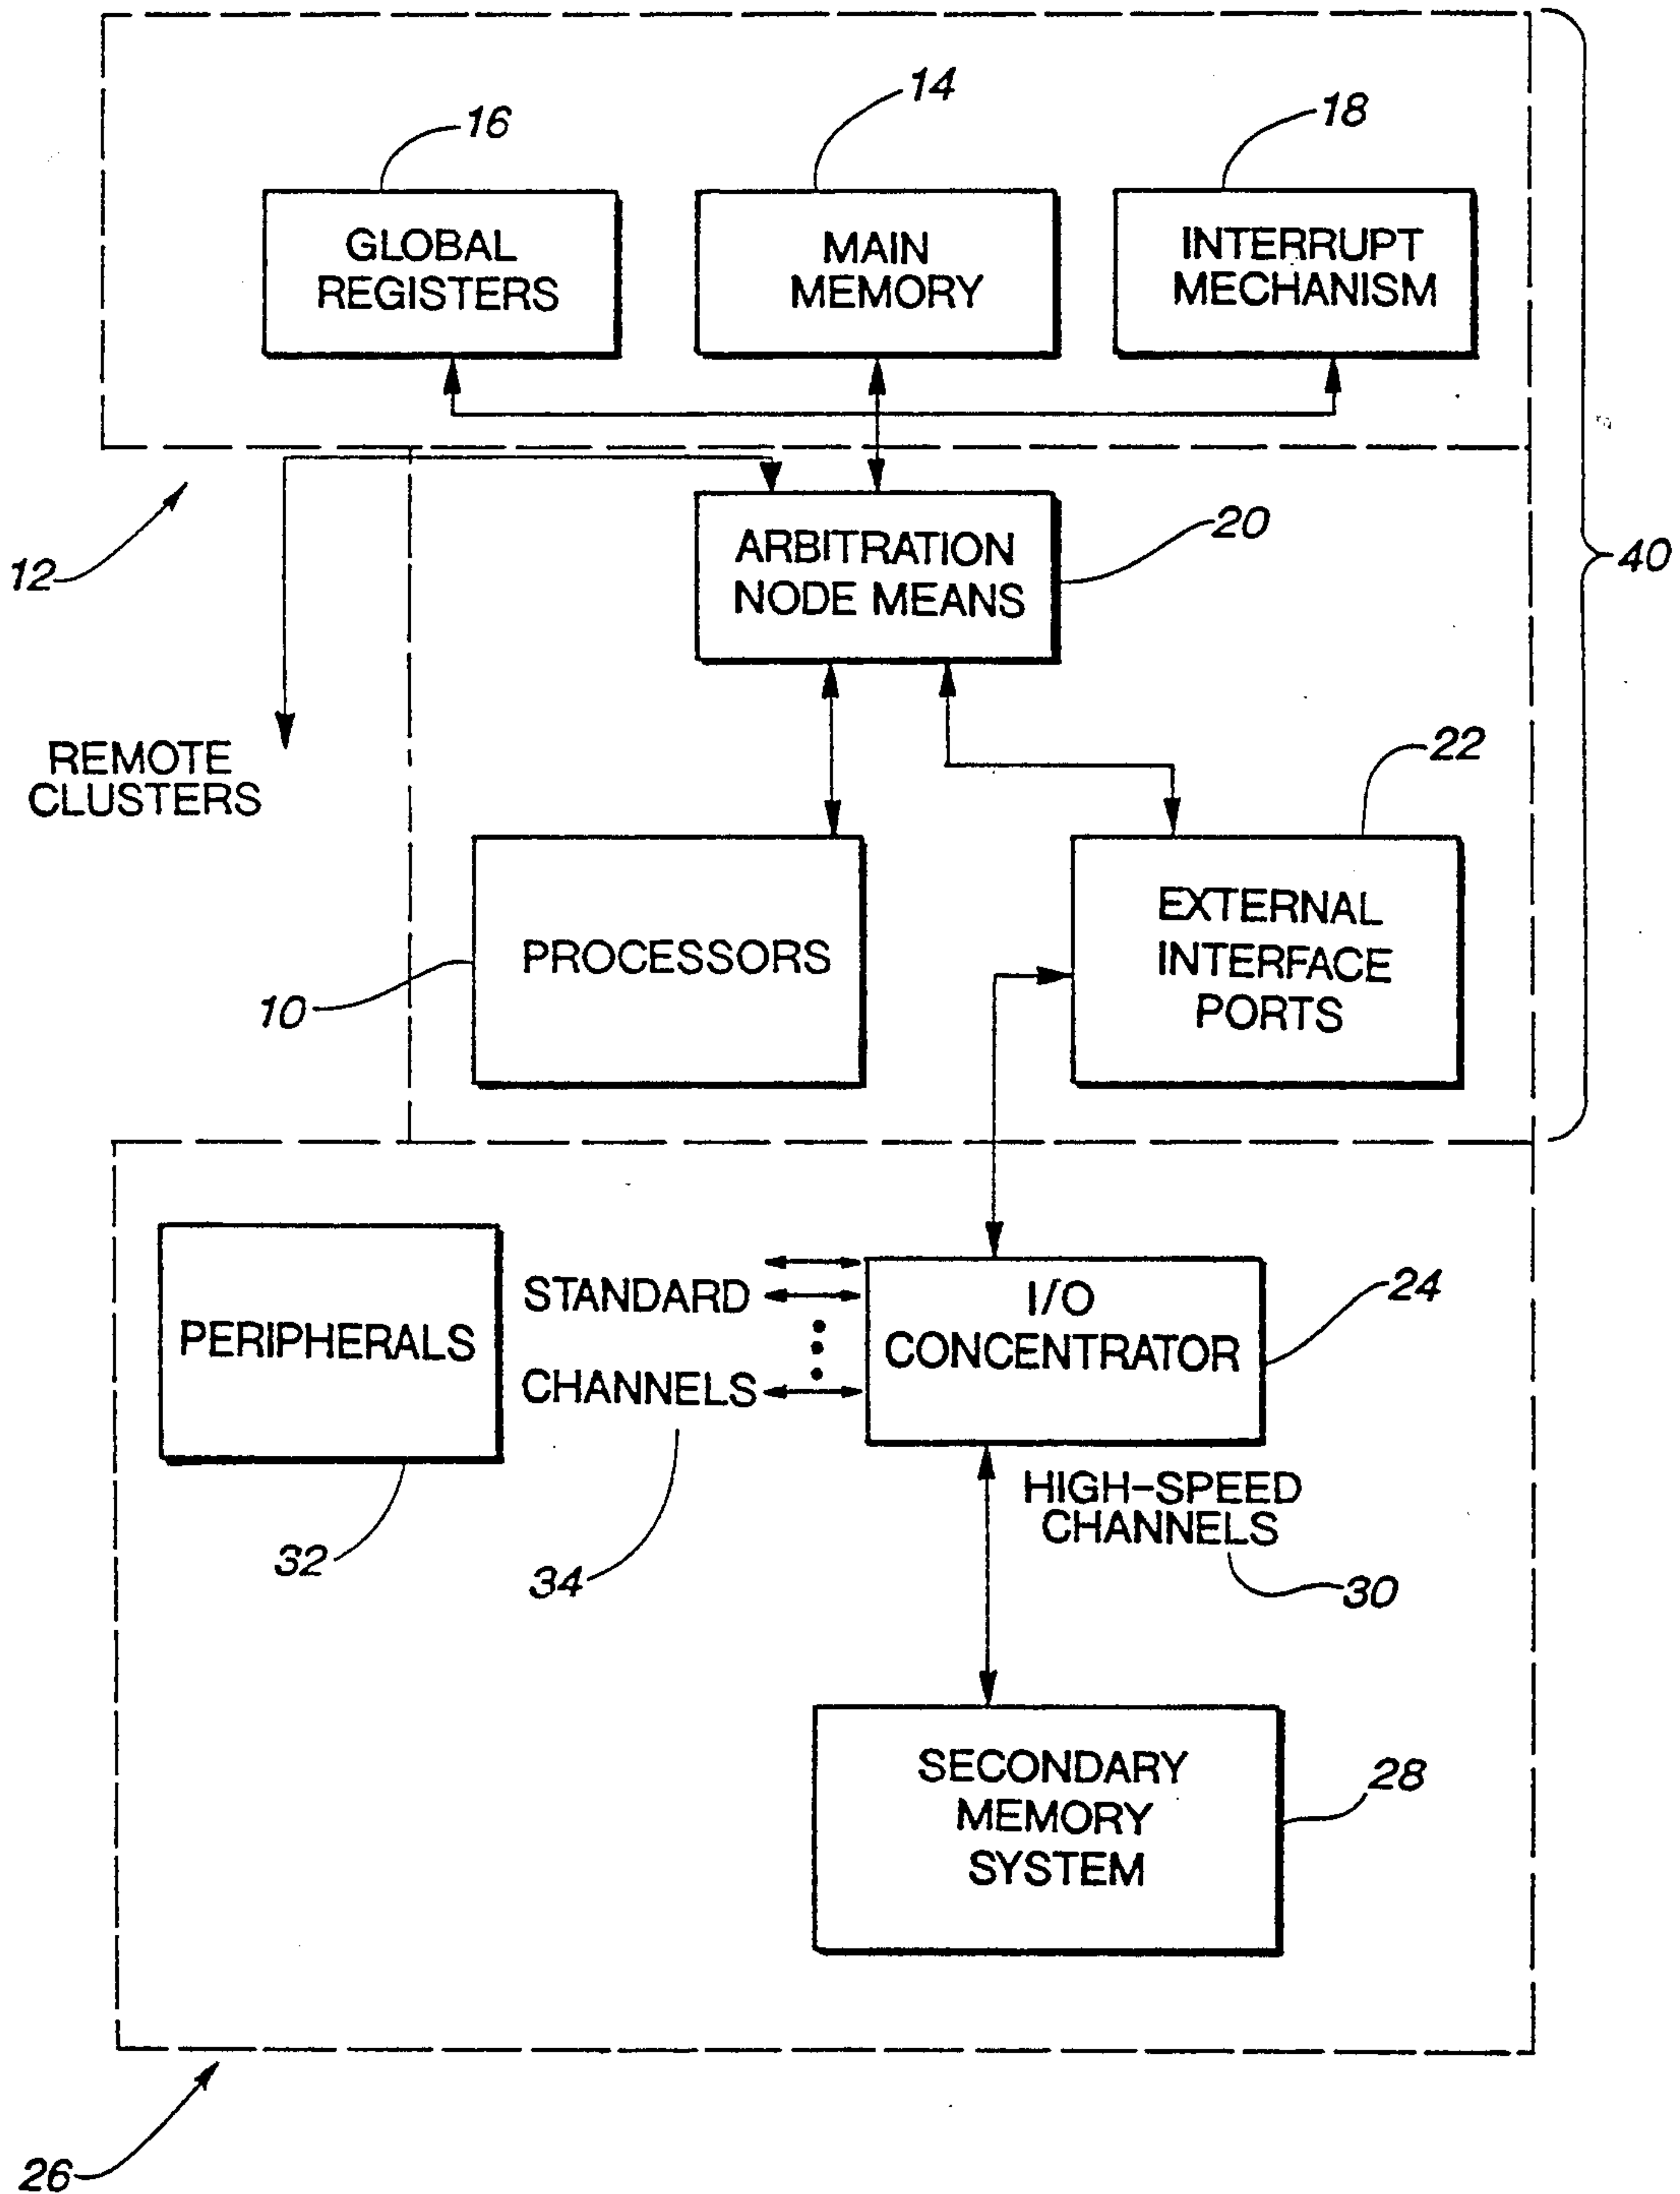 14
16
18
GLOBAL
REGISTERS
MAIN
MEMORY
INTERRUPT
MECHANISM
12
20
40
ARBITRATION
NODE MEANS
REMOTE
CLUSTERS
22
PROCESSORS
10
EXTERNAL
INTERFACE
PORTS
PERIPHERALS
32
STANDARD
CHANNELS
34
I/O
CONCENTRATOR
24
HIGH-SPEED
CHANNELS
30
SECONDARY
MEMORY
SYSTEM
28
26